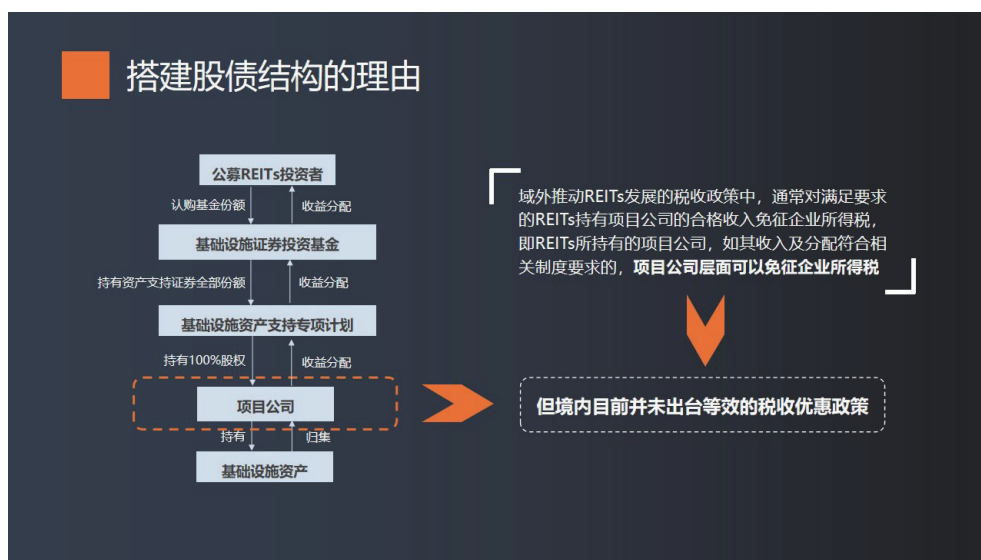 搭建股债结构的理由
公募REITs投资者
认购基金份额
收益分配
基础设施证券投资基金
持有资产支持证券全部份额
收益分配
基础设施资产支持专项计划
持有100%股权
收益分配
项目公司
持有
归集
基础设施资产
域外推动REITs发展的税收政策中，通常对满足要求
的REITs持有项目公司的合格收入免征企业所得税，
即REITs所持有的项目公司，如其收入及分配符合相
关制度要求的，项目公司层面可以免征企业所得税
但境内目前并未出台等效的税收优惠政策